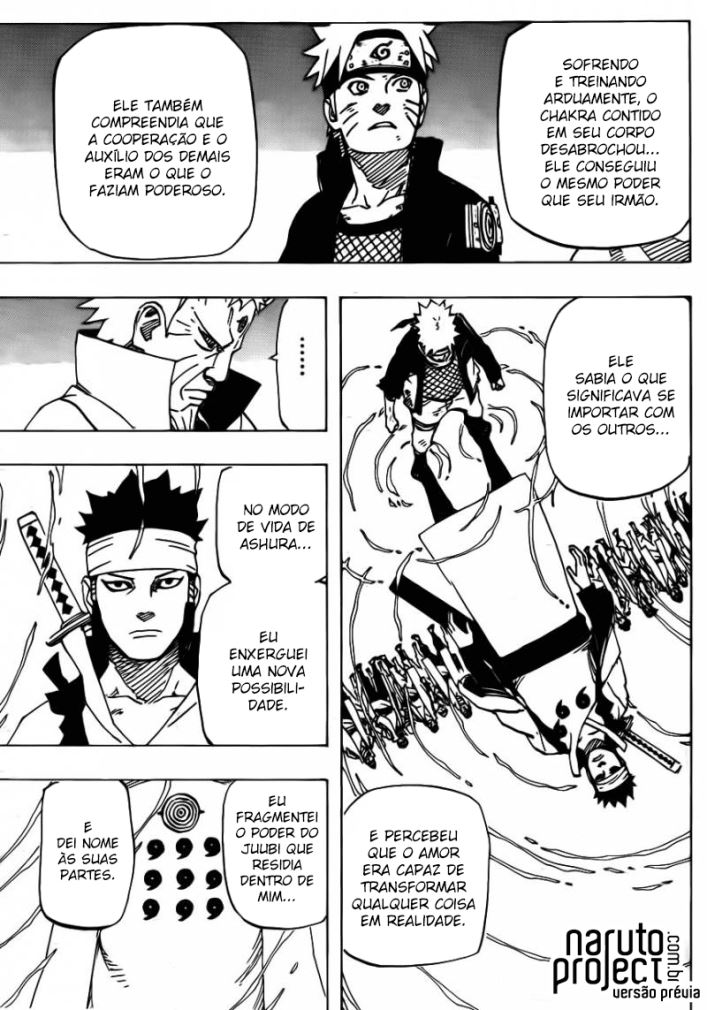 SOFRENDO
E TREINANDO
ARDUAMENTE, O
CHAKRA CONTIDO
EM SEU CORPO
DESABROCHOU...
ELE CONSEGUIU
O MESMO PODER
QUE SEU IRMÃO.
ELE TAMBÉM
COMPREENDIA QUE
A COOPERAÇÃO E O
AUXÍLIO DOS DEMAIS
ERAM O QUE O
FAZIAM PODEROSO.
ELE
SABIA O QUE
SIGNIFICAVA SE
IMPORTAR COM
OS OUTROS...
E PERCEBEU
QUE O AMOR
ERA CAPAZ DE
TRANSFORMAR
QUALQUER COISA
EM REALIDADE.
......
NO MODO
DE VIDA DE
ASHURA...
EU
ENXERGUEI
UMA NOVA
POSSIBILI-
DADE.
EU
FRAGMENTEI
O PODER DO
JUUBI QUE
RESIDIA
DENTRO DE
MIM...
E
DEI NOME
ÀS SUAS
PARTES.
naruto
project.com.br
versão prévia